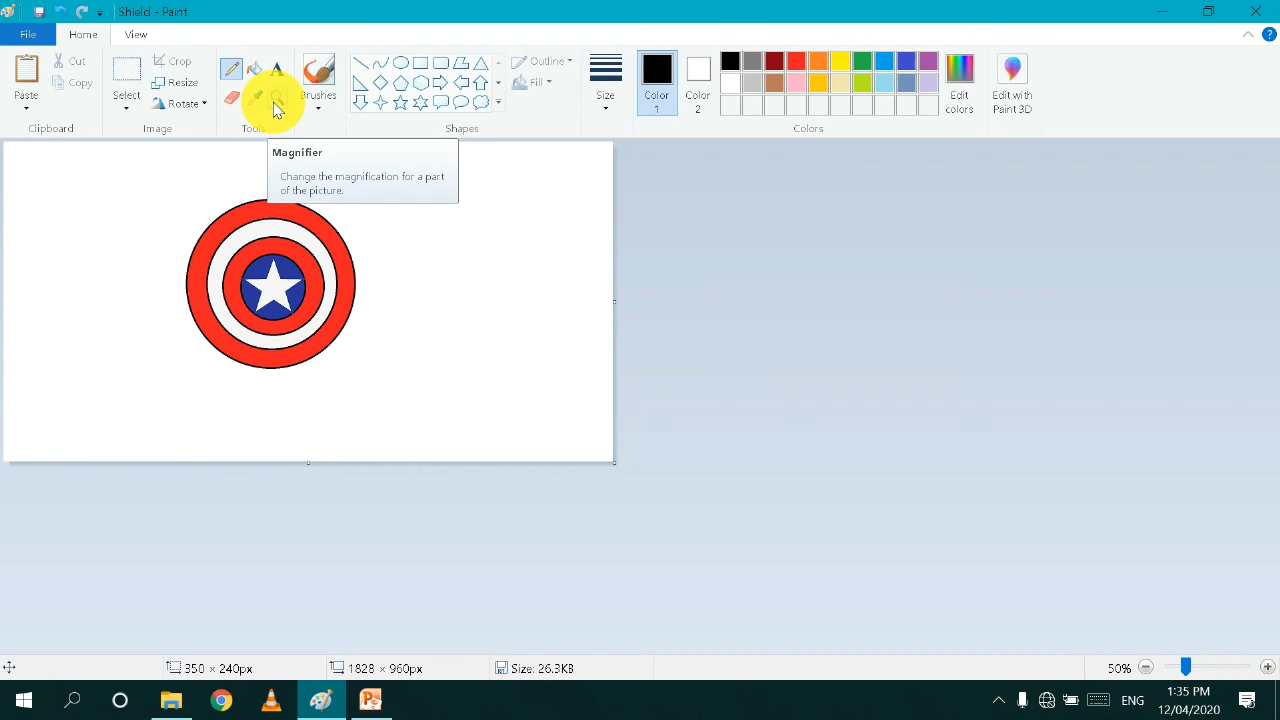 Shield - Paint
File Home View
Paste
Cut
Copy
Clipboard
Select
Crop
Resize
Rotate
Image
A
Tools
Brushes
Shapes
Outline
Fill
Size
Color
1
Color
2
Edit
colors
Colors
Edit with
Paint 3D
?
Magnifier
Change the magnification for a part
of the picture.
350 × 240px 1828 × 960px Size: 26.3KB 50%
ENG
1:35 PM
12/04/2020